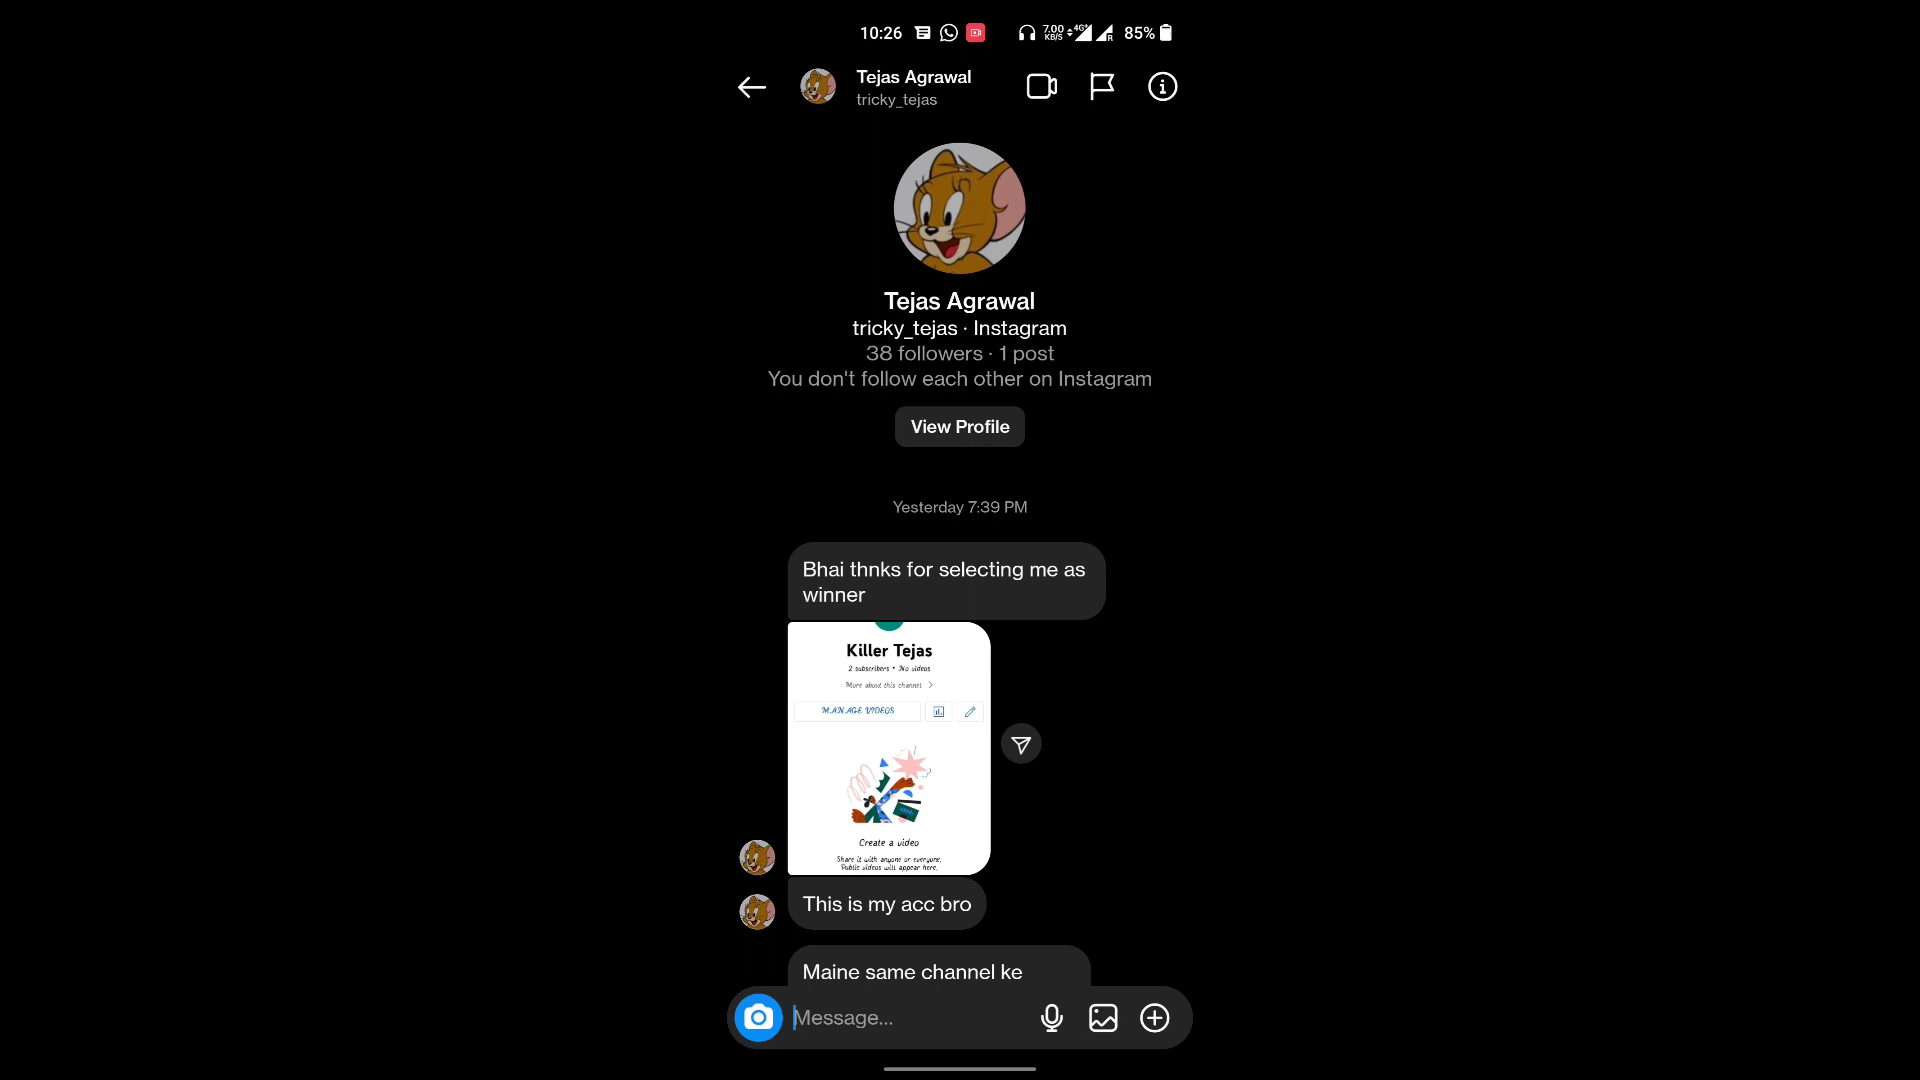 10:26 7.00 KB/S 4G+ R 85%
Tejas Agrawal
tricky_tejas
Tejas Agrawal
tricky_tejas · Instagram
38 followers · 1 post
You don't follow each other on Instagram
View Profile
Yesterday 7:39 PM
Bhai thnks for selecting me as
winner
Killer Tejas
2 subscribers • No videos
More about this channel >
MANAGE VIDEOS
Create a video
Share it with anyone or everyone.
Public videos will appear here.
This is my acc bro
Maine same channel ke
Message...